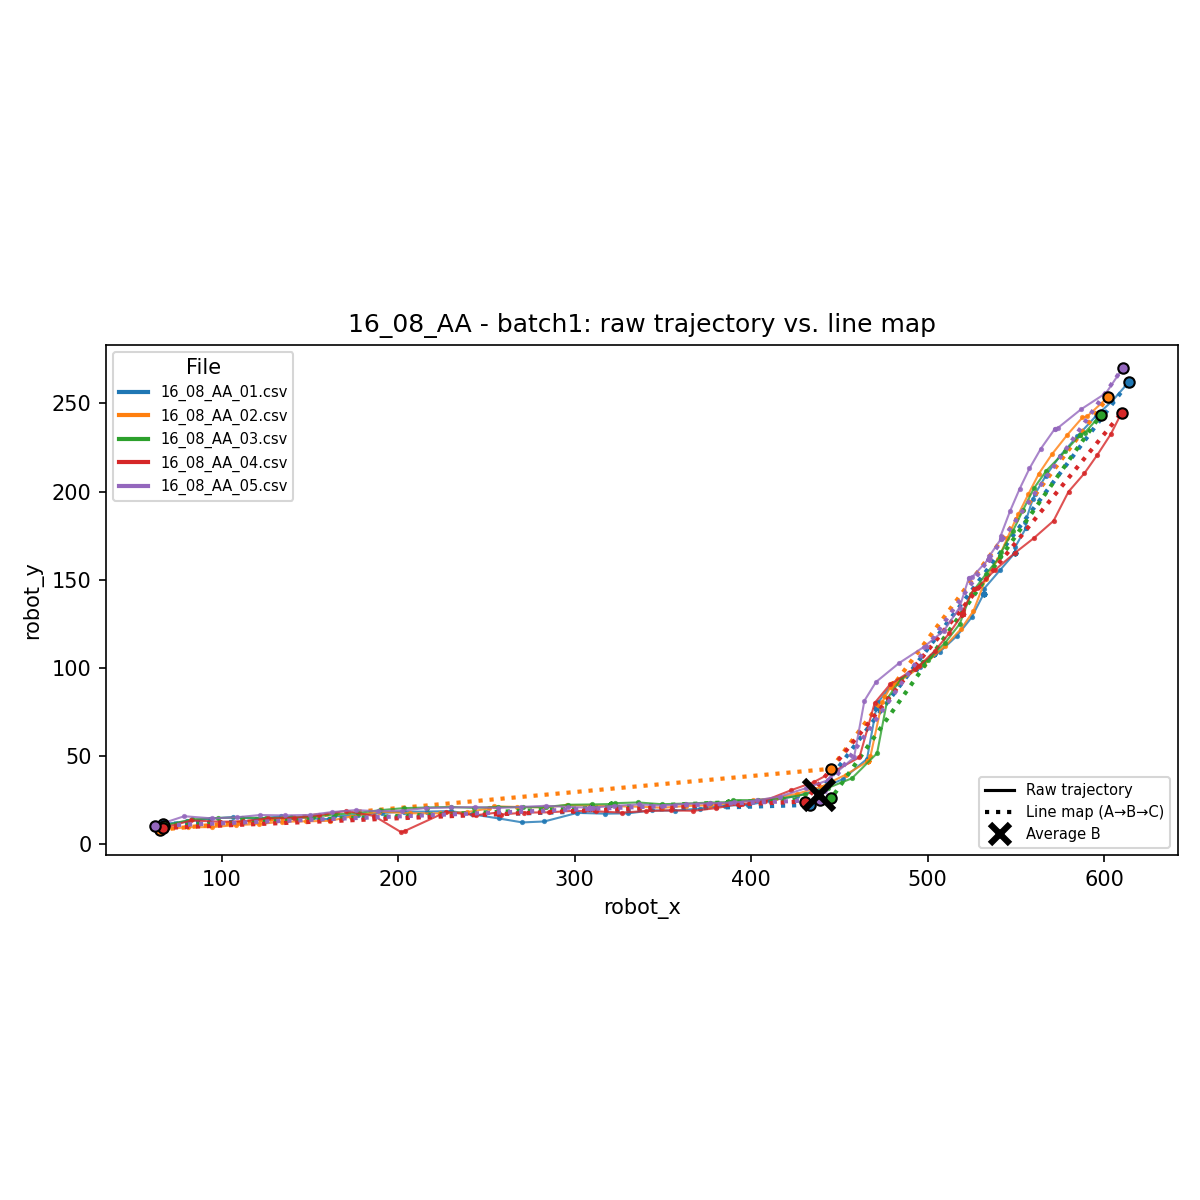 16_08_AA - batch1: raw trajectory vs. line map
File
16_08_AA_01.csv
16_08_AA_02.csv
16_08_AA_03.csv
16_08_AA_04.csv
16_08_AA_05.csv
250
200
150
100
50
0
robot_y
100
200
300
400
500
600
robot_x
Raw trajectory
Line map (A→B→C)
Average B